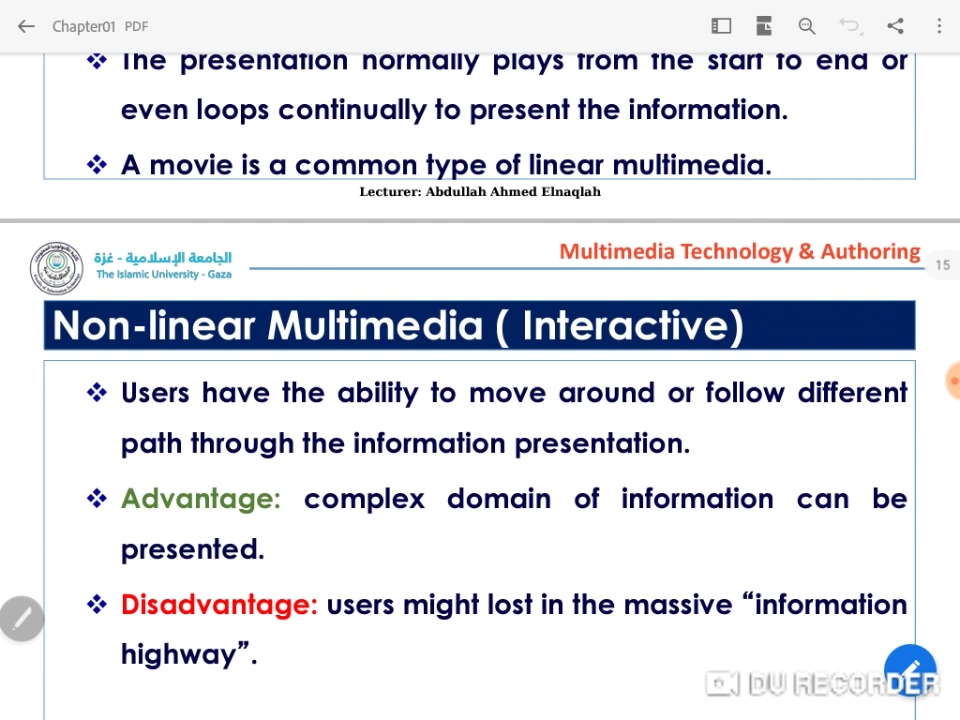 Chapter01 PDF
❖ The presentation normally plays from the start to end or
even loops continually to present the information.
❖ A movie is a common type of linear multimedia.
Lecturer: Abdullah Ahmed Elnaqlah
الجامعة الإسلامية - غزة
The Islamic University - Gaza
Multimedia Technology & Authoring
15
Non-linear Multimedia ( Interactive)
❖ Users have the ability to move around or follow different
path through the information presentation.
❖ Advantage: complex domain of information can be
presented.
❖ Disadvantage: users might lost in the massive “information
highway”.
DU RECORDER